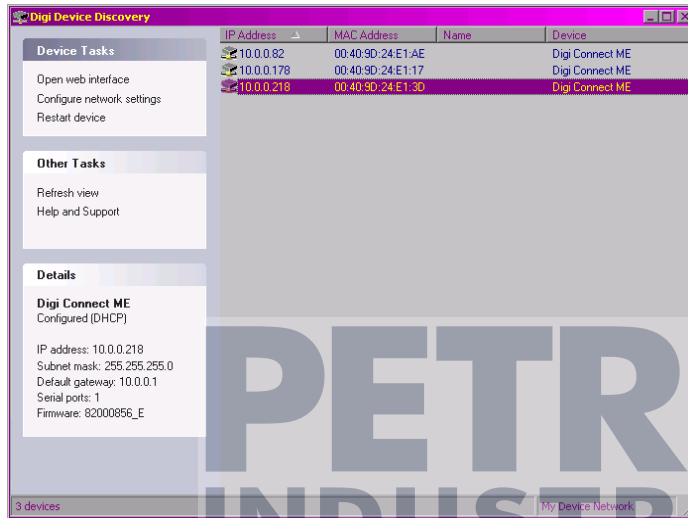 Digi Device Discovery
Device Tasks
Open web interface
Configure network settings
Restart device
Other Tasks
Refresh view
Help and Support
Details
Digi Connect ME
Configured (DHCP)
IP address: 10.0.0.218
Subnet mask: 255.255.255.0
Default gateway: 10.0.0.1
Serial ports: 1
Firmware: 82000856_E
IP Address MAC Address Name Device
10.0.0.82 00:40:9D:24:E1:AE Digi Connect ME
10.0.0.178 00:40:9D:24:E1:17 Digi Connect ME
10.0.0.218 00:40:9D:24:E1:3D Digi Connect ME
PETR
INDUSTR
3 devices My Device Network